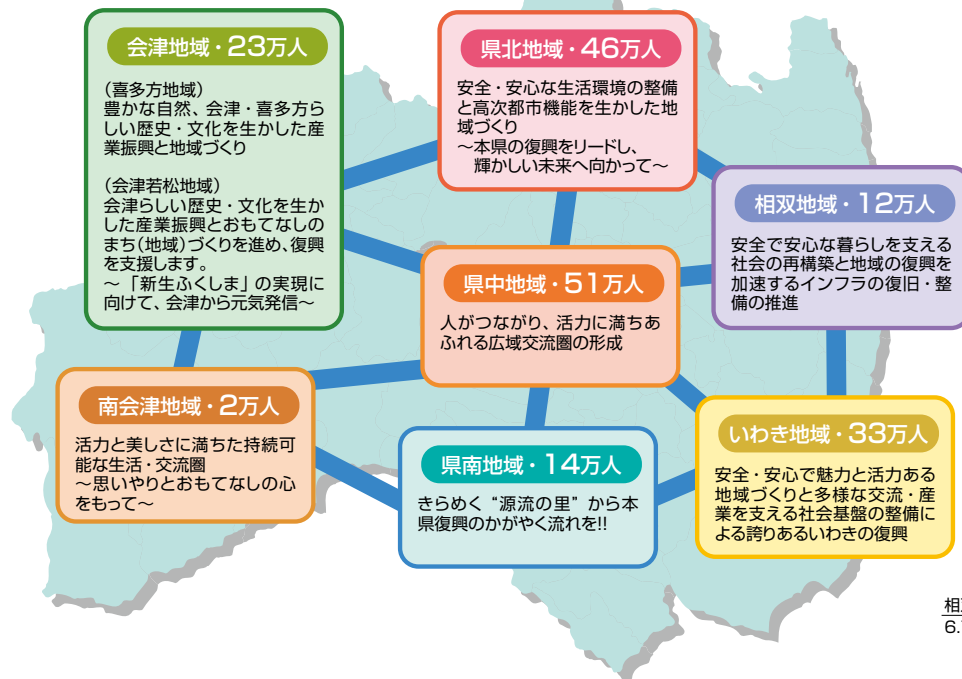 会津地域・23万人
(喜多方地域)
豊かな自然、会津・喜多方ら
しい歴史・文化を生かした産
業振興と地域づくり
(会津若松地域)
会津らしい歴史・文化を生か
した産業振興とおもてなしの
まち(地域)づくりを進め、復興
を支援します。
～「新生ふくしま」の実現に
向けて、会津から元気発信～
県北地域・46万人
安全・安心な生活環境の整備
と高次都市機能を生かした地
域づくり
～本県の復興をリードし、
輝かしい未来へ向かって～
相双地域・12万人
安全で安心な暮らしを支える
社会の再構築と地域の復興を
加速するインフラの復旧・整
備の推進
県中地域・51万人
人がつながり、活力に満ちあ
ふれる広域交流圏の形成
南会津地域・2万人
活力と美しさに満ちた持続可
能な生活・交流圏
～思いやりとおもてなしの心
をもって～
県南地域・14万人
きらめく“源流の里”から本
県復興のかがやく流れを!!
いわき地域・33万人
安全・安心で魅力と活力ある
地域づくりと多様な交流・産
業を支える社会基盤の整備に
よる誇りあるいわきの復興
6.